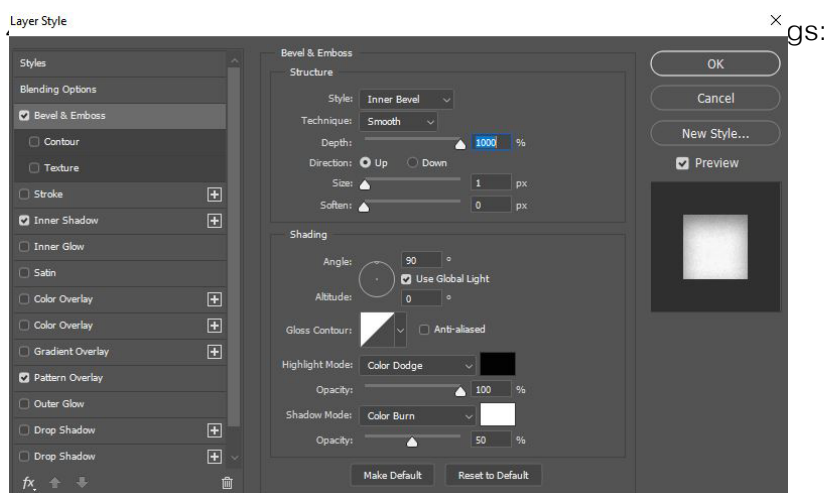 Layer Style
gs:
Styles
Blending Options
Bevel & Emboss
Contour
Texture
Stroke
Inner Shadow
Inner Glow
Satin
Color Overlay
Color Overlay
Gradient Overlay
Pattern Overlay
Outer Glow
Drop Shadow
Drop Shadow
fx
Bevel & Emboss
Structure
Style: Inner Bevel
Technique: Smooth
Depth: 1000 %
Direction: Up Down
Size: 1 px
Soften: 0 px
Shading
Angle: 90 °
Use Global Light
Altitude: 0 °
Gloss Contour: Anti-aliased
Highlight Mode: Color Dodge
Opacity: 100 %
Shadow Mode: Color Burn
Opacity: 50 %
Make Default Reset to Default
OK
Cancel
New Style...
Preview